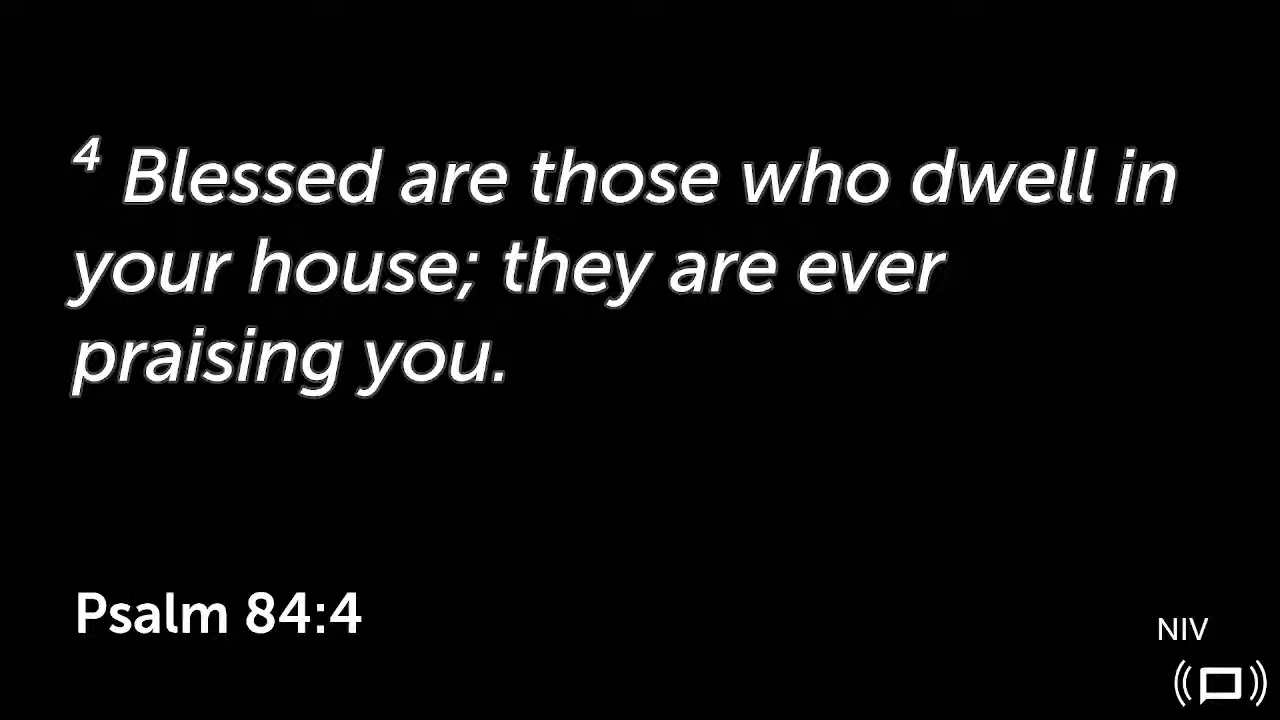 ⁴ Blessed are those who dwell in
your house; they are ever
praising you.
Psalm 84:4
NIV